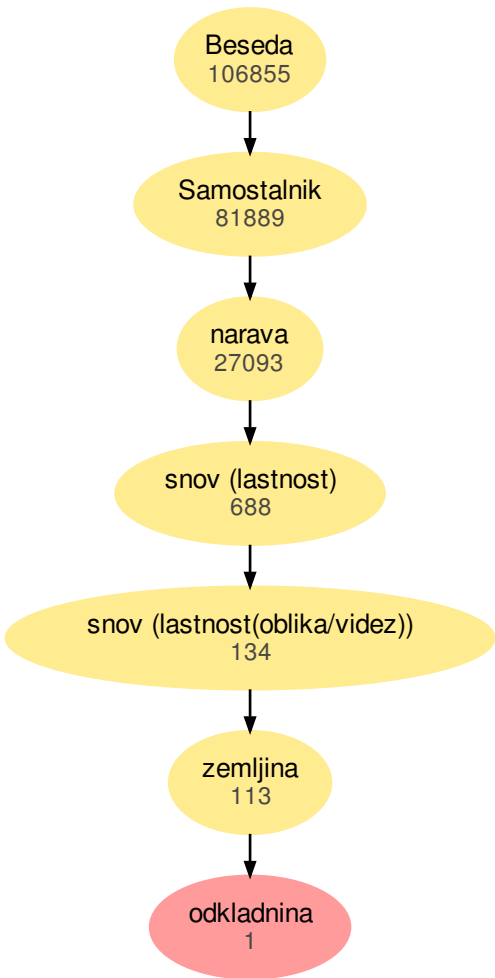 Beseda
106855
Samostalnik
81889
narava
27093
snov (lastnost)
688
snov (lastnost(oblika/videz))
134
zemljina
113
odkladnina
1